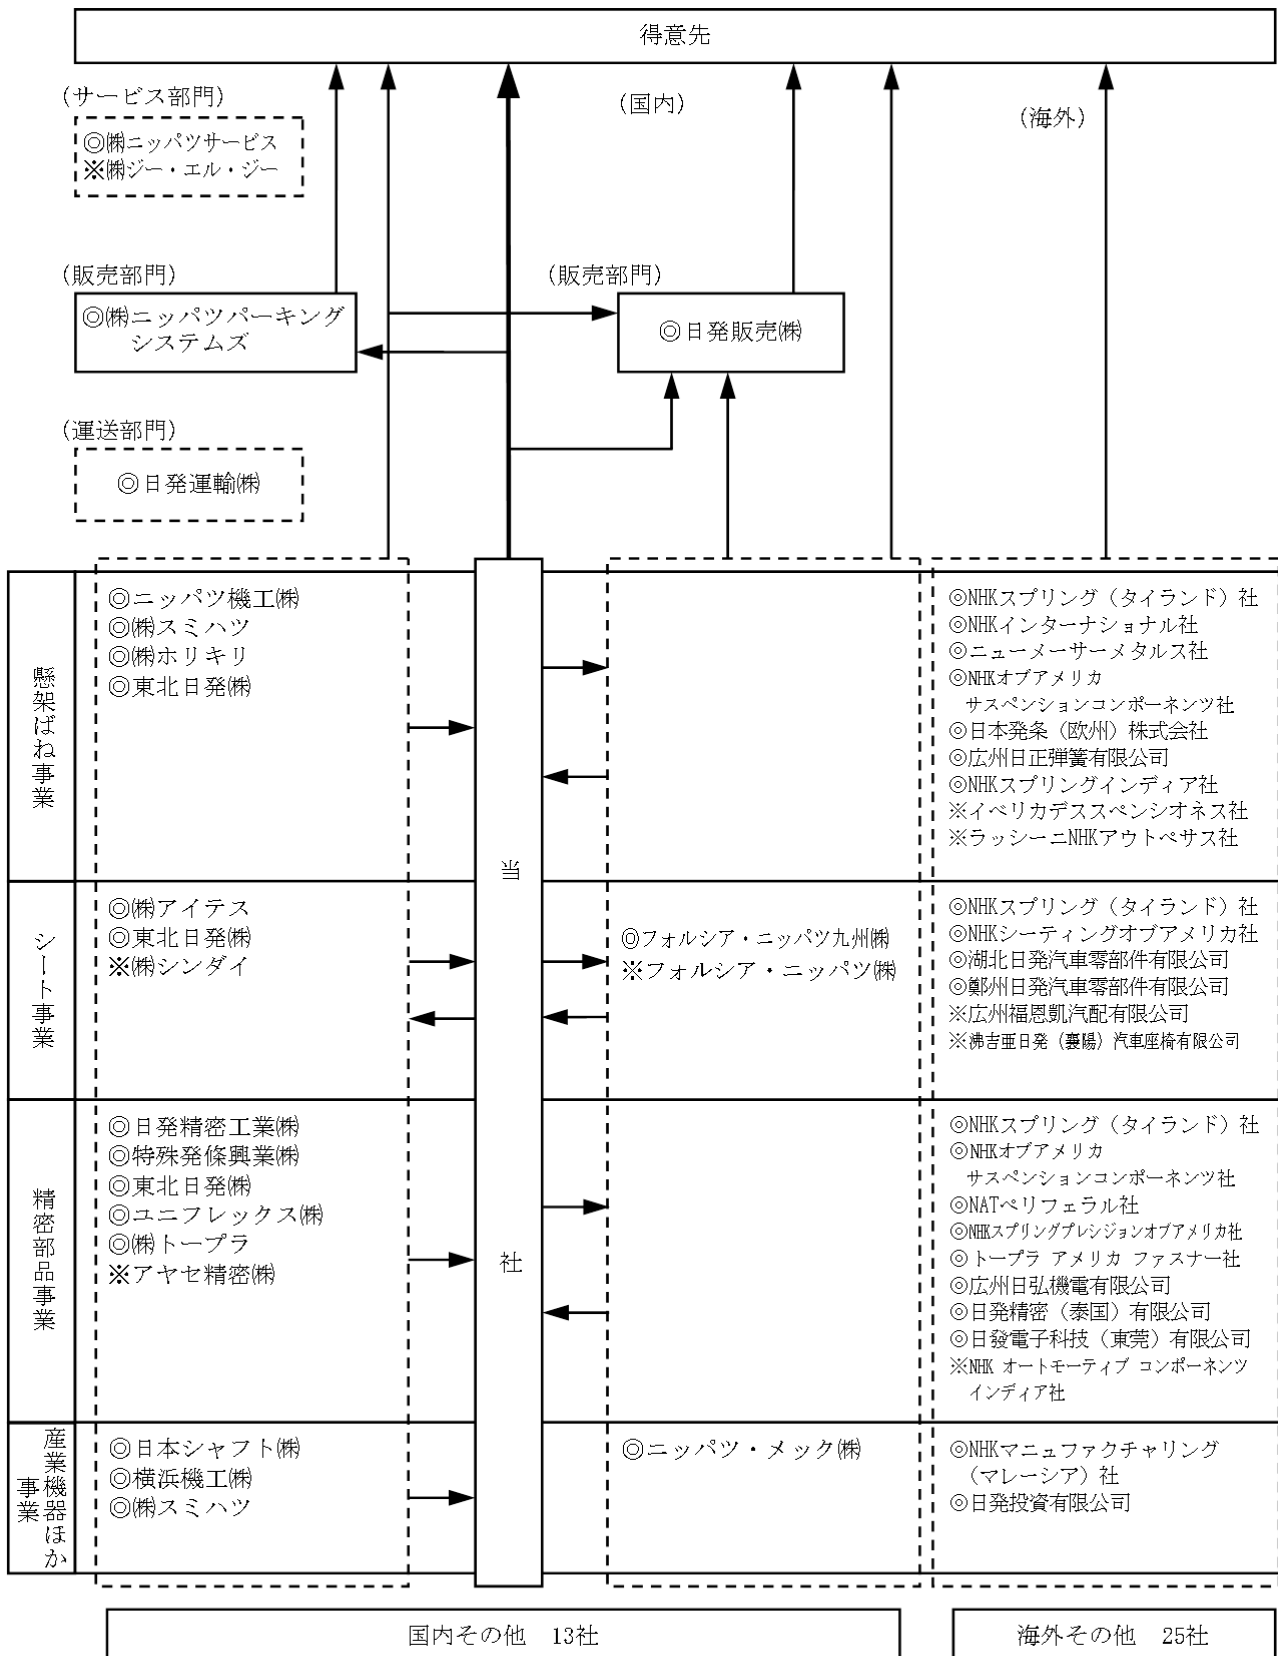 得意先
(サービス部門)
(国内)
(海外)
◎㈱ニッパツサービス
※㈱ジー・エル・ジー
(販売部門)
(販売部門)
◎㈱ニッパツパーキング
システムズ
◎日発販売㈱
(運送部門)
◎日発運輸㈱
当社
懸架ばね事業
◎ニッパツ機工㈱
◎㈱スミハツ
◎㈱ホリキリ
◎東北日発㈱
◎NHKスプリング（タイランド）社
◎NHKインターナショナル社
◎ニューメーサーメタルス社
◎NHKオブアメリカ
サスペンションコンポーネンツ社
◎日本発条（欧州）株式会社
◎広州日正弾簧有限公司
◎NHKスプリングインディア社
※イベリカデススペンシオネス社
※ラッシーニNHKアウトペサス社
シート事業
◎㈱アイテス
◎東北日発㈱
※㈱シンダイ
◎フォルシア・ニッパツ九州㈱
※フォルシア・ニッパツ㈱
◎NHKスプリング（タイランド）社
◎NHKシーティングオブアメリカ社
◎湖北日発汽車零部件有限公司
◎鄭州日発汽車零部件有限公司
※広州福恩凱汽配有限公司
※沸吉亜日発（襄陽）汽車座椅有限公司
精密部品事業
◎日発精密工業㈱
◎特殊発條興業㈱
◎東北日発㈱
◎ユニフレックス㈱
◎㈱トープラ
※アヤセ精密㈱
◎NHKスプリング（タイランド）社
◎NHKオブアメリカ
サスペンションコンポーネンツ社
◎NATペリフェラル社
◎NHKスプリングプレシジョンオブアメリカ社
◎トープラ アメリカ ファスナー社
◎広州日弘機電有限公司
◎日発精密（泰国）有限公司
◎日發電子科技（東莞）有限公司
※NHK オートモーティブ コンポーネンツ
インディア社
産業機器ほか
事業
◎日本シャフト㈱
◎横浜機工㈱
◎㈱スミハツ
◎ニッパツ・メック㈱
◎NHKマニュファクチャリング
（マレーシア）社
◎日発投資有限公司
国内その他 13社
海外その他 25社